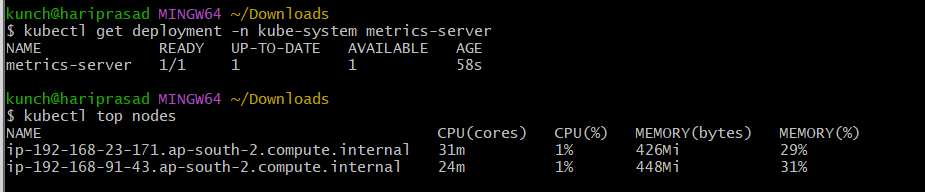 kunch@hariprasad MINGW64 ~/Downloads
$ kubectl get deployment -n kube-system metrics-server
NAME READY UP-TO-DATE AVAILABLE AGE
metrics-server 1/1 1 1 58s
kunch@hariprasad MINGW64 ~/Downloads
$ kubectl top nodes
NAME CPU(cores) CPU(%) MEMORY(bytes) MEMORY(%)
ip-192-168-23-171.ap-south-2.compute.internal 31m 1% 426Mi 29%
ip-192-168-91-43.ap-south-2.compute.internal 24m 1% 448Mi 31%